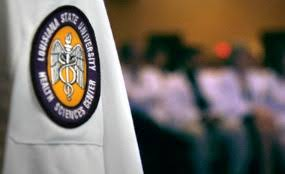 LOUISIANA STATE UNIVERSITY
HEALTH SCIENCES CENTER